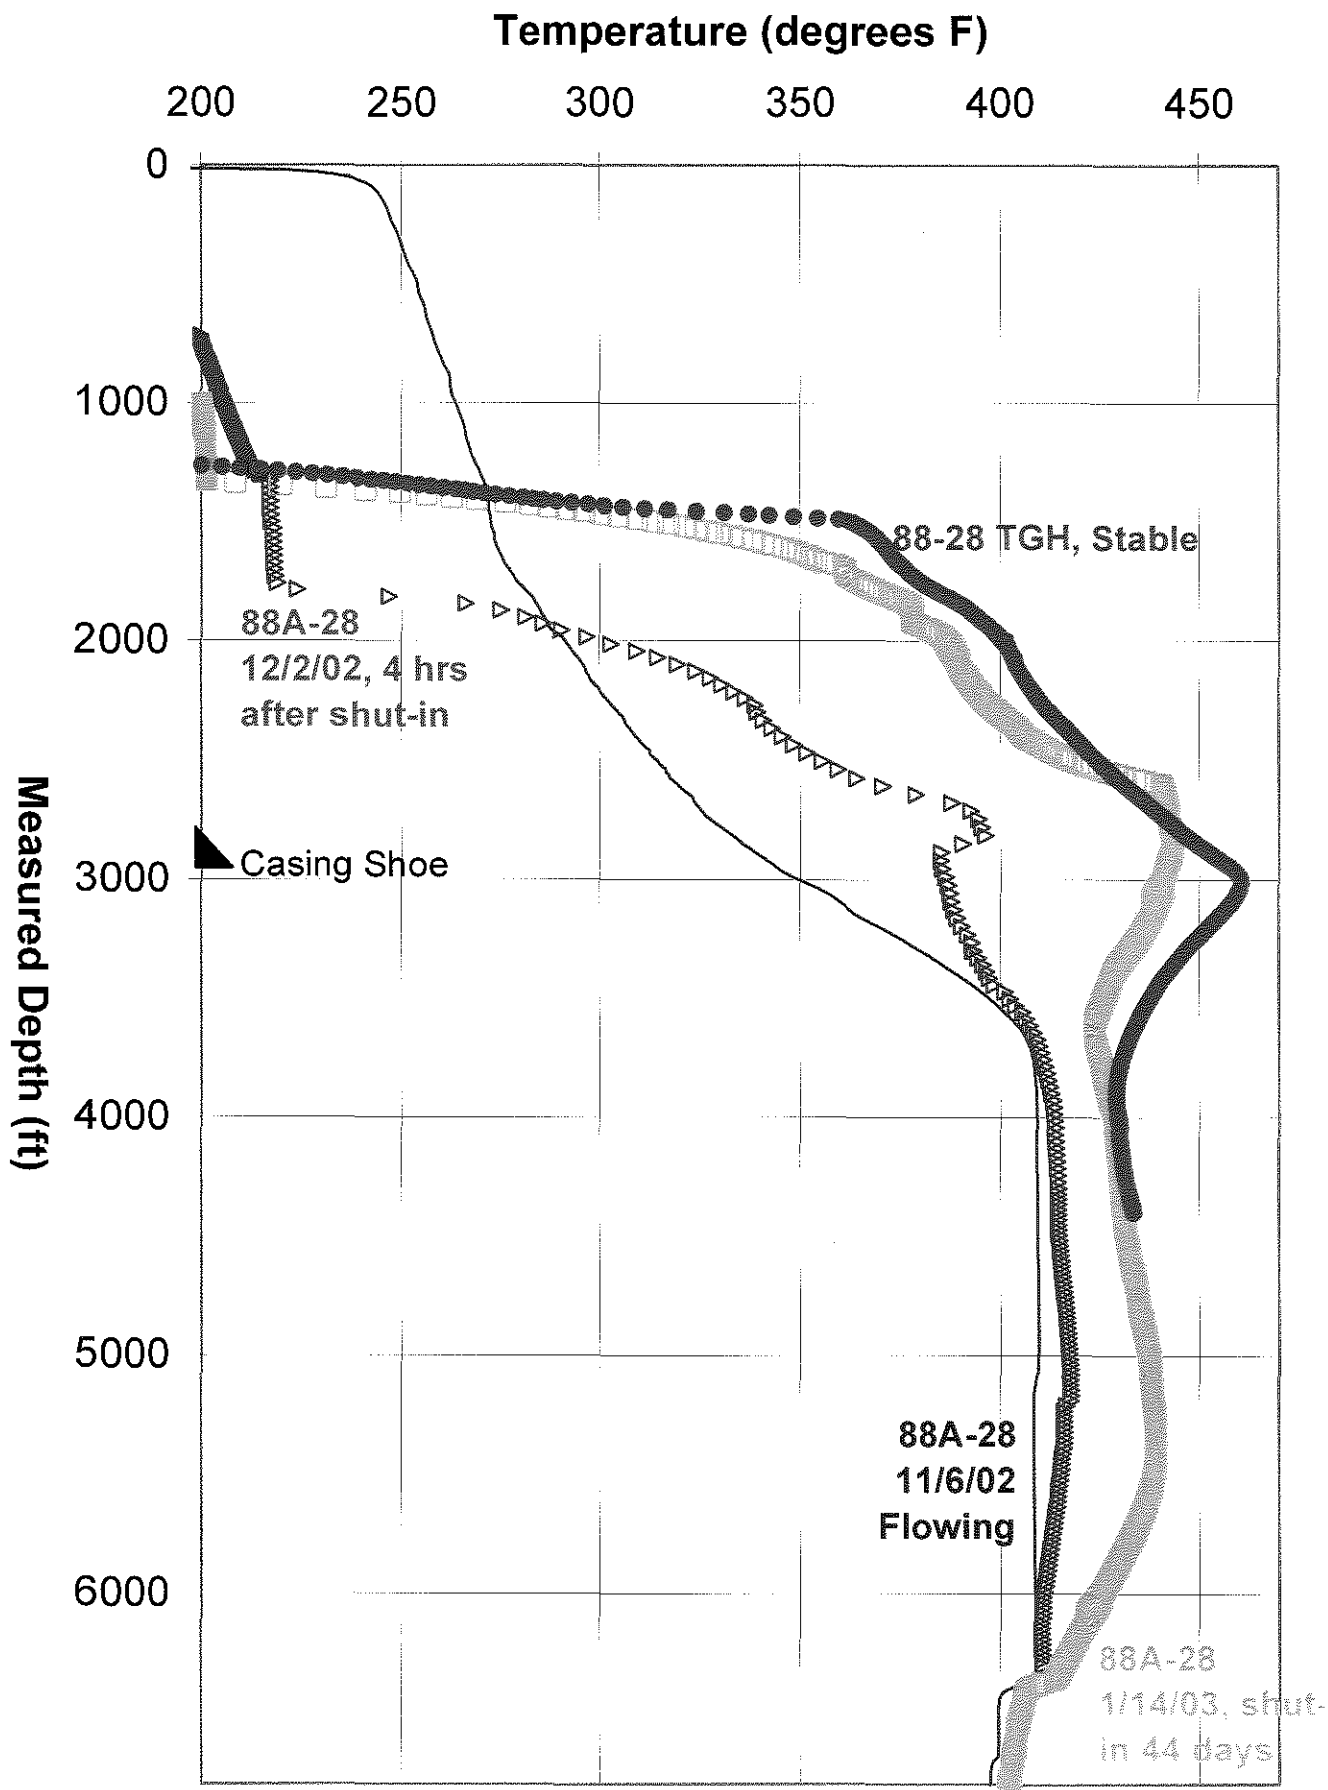 Temperature (degrees F)
200 250 300 350 400 450
0
1000
88-28 TGH, Stable
2000
88A-28
12/2/02, 4 hrs
after shut-in
Casing Shoe
3000
Measured Depth (ft)
4000
5000
88A-28
11/6/02
Flowing
6000
88A-28
1/14/03, shut-
in 44 days